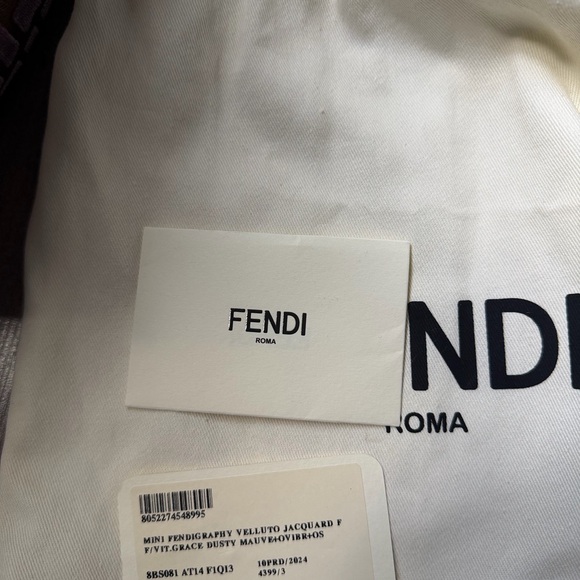 FENDI
ROMA
NDI
ROMA
8052274548995
MINI FENDIGRAPHY VELLUTO JACQUARD F
F/VIT.GRACE DUSTY MAUVE+OVIBR+OS
8BS081 AT14 F1Q13
10PRD/2024
4399/3